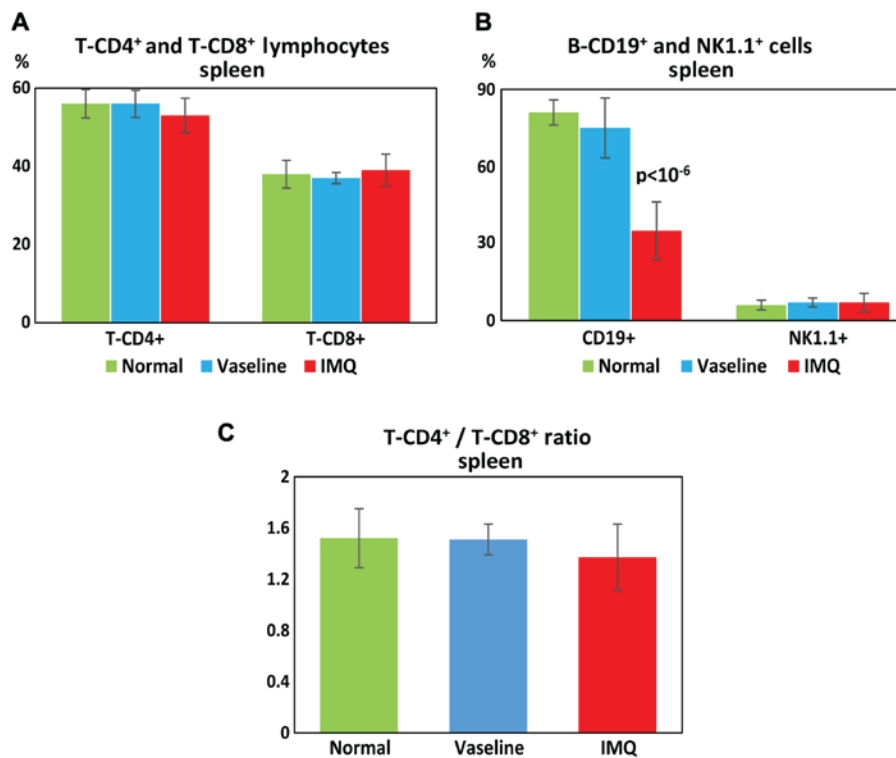 A
T-CD4⁺ and T-CD8⁺ lymphocytes
spleen
%
60
40
20
0
T-CD4+ T-CD8+
Normal Vaseline IMQ
B
B-CD19⁺ and NK1.1⁺ cells
spleen
%
90
60
30
0
p<10⁻⁶
CD19+ NK1.1+
Normal Vaseline IMQ
C
T-CD4⁺ / T-CD8⁺ ratio
spleen
2
1.6
1.2
0.8
0.4
0
Normal Vaseline IMQ